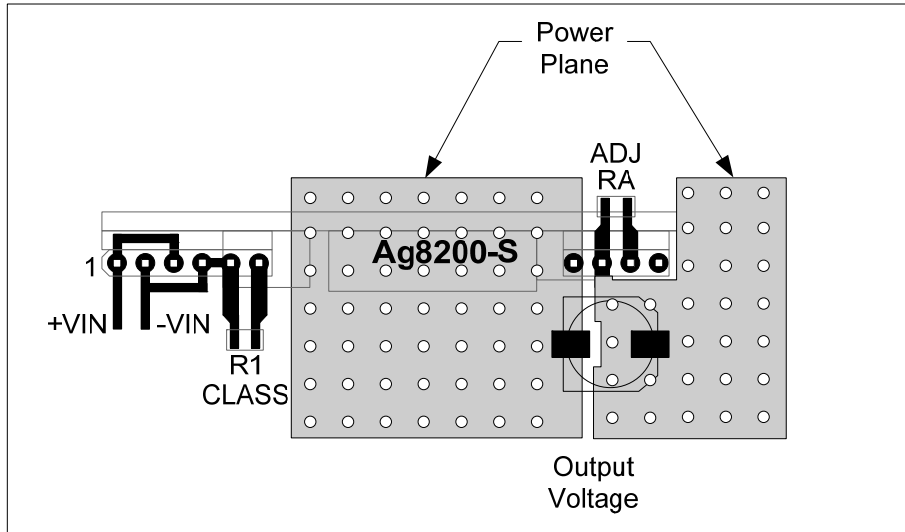 Power
Plane
ADJ
RA
Ag8200-S
1
+VIN
-VIN
R1
CLASS
Output
Voltage